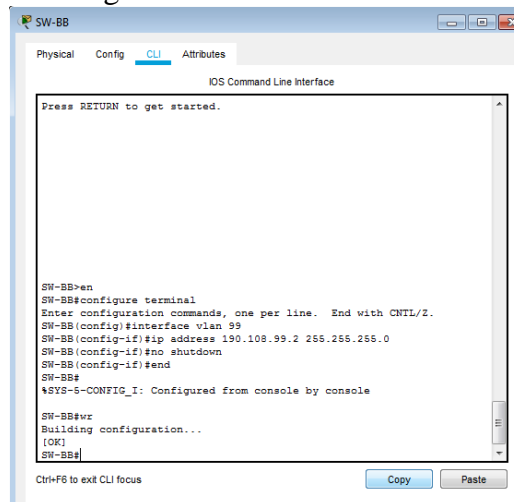 SW-BB
Physical Config CLI Attributes
IOS Command Line Interface
Press RETURN to get started.
SW-BB>en
SW-BB#configure terminal
Enter configuration commands, one per line.  End with CNTL/Z.
SW-BB(config)#interface vlan 99
SW-BB(config-if)#ip address 190.108.99.2 255.255.255.0
SW-BB(config-if)#no shutdown
SW-BB(config-if)#end
SW-BB#
%SYS-5-CONFIG_I: Configured from console by console
SW-BB#wr
Building configuration...
[OK]
SW-BB#
Ctrl+F6 to exit CLI focus Copy Paste